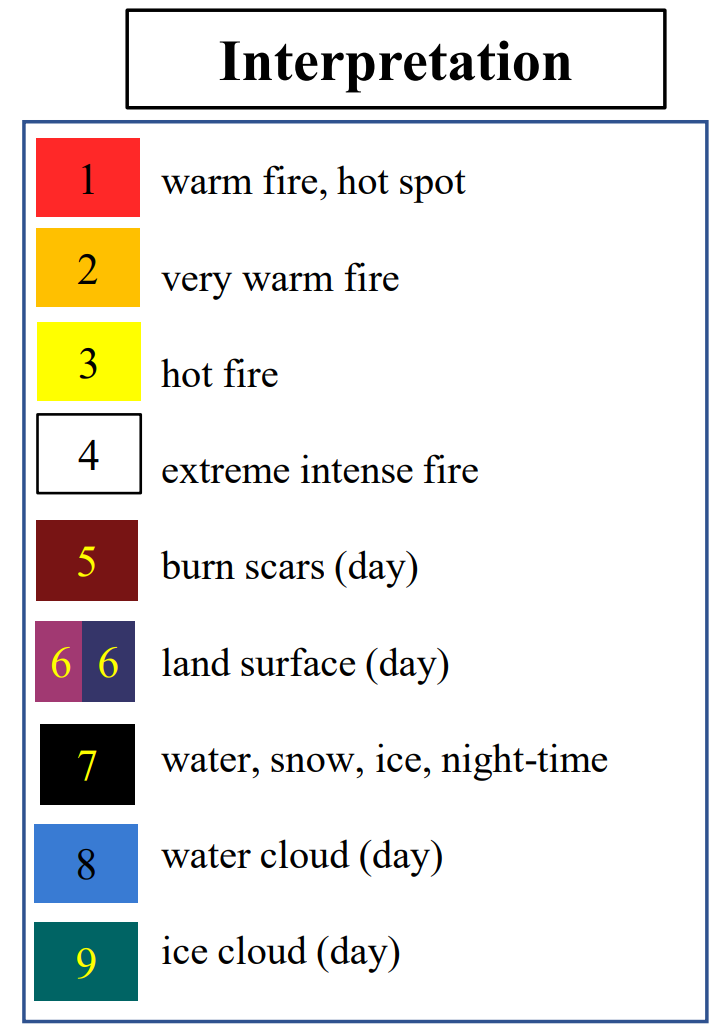 Interpretation
1 warm fire, hot spot
2 very warm fire
3 hot fire
4 extreme intense fire
5 burn scars (day)
6 6 land surface (day)
7 water, snow, ice, night-time
8 water cloud (day)
9 ice cloud (day)